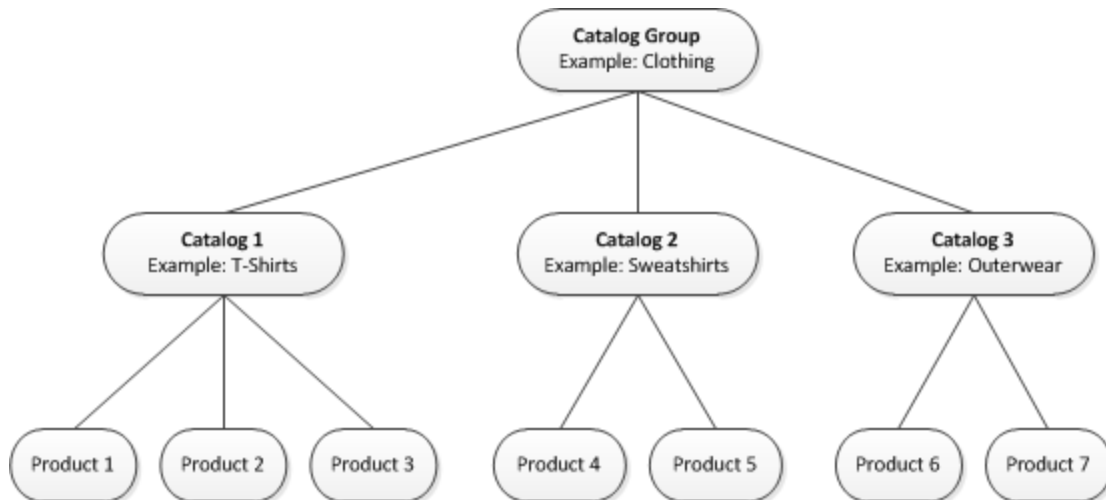 Catalog Group
Example: Clothing
Catalog 1
Example: T-Shirts
Catalog 2
Example: Sweatshirts
Catalog 3
Example: Outerwear
Product 1
Product 2
Product 3
Product 4
Product 5
Product 6
Product 7